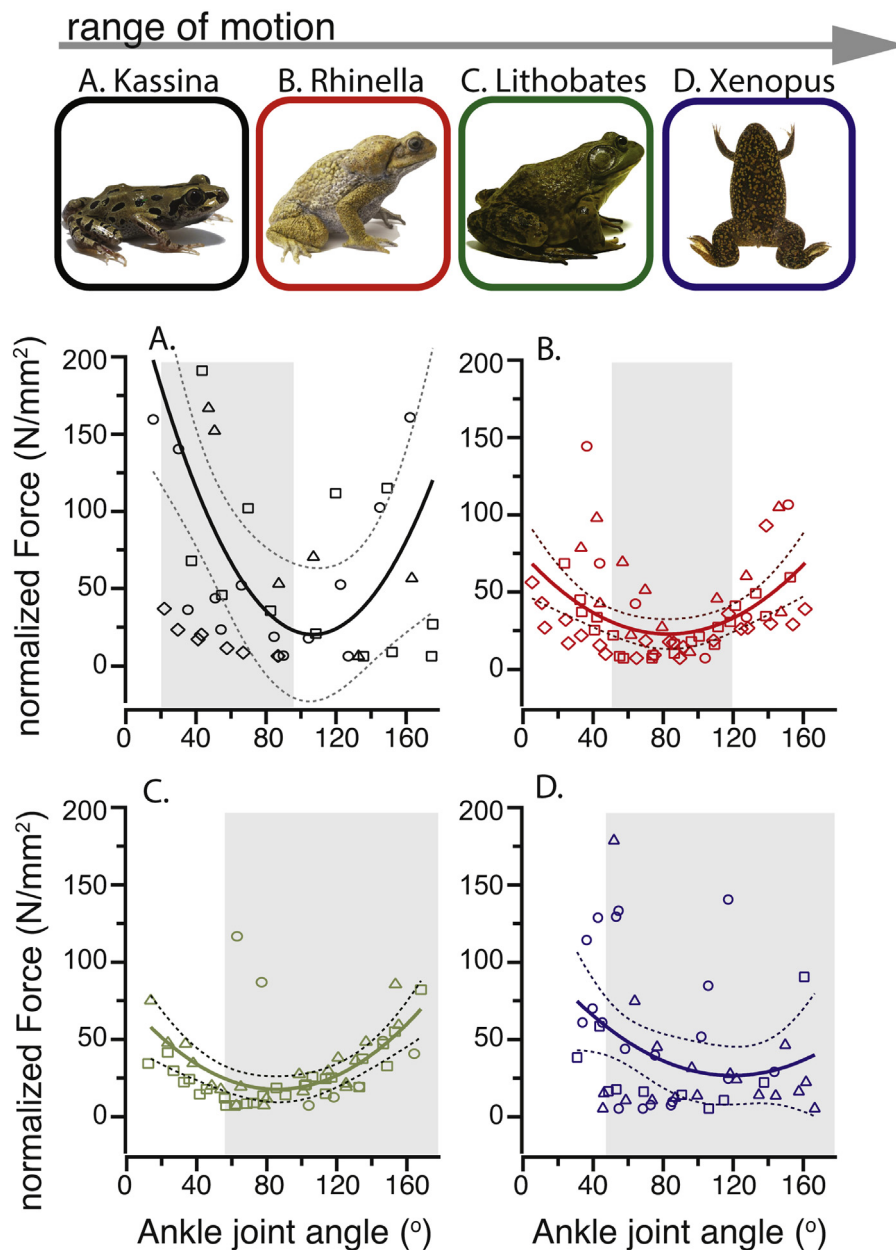 range of motion
A. Kassina B. Rhinella C. Lithobates D. Xenopus
A. B.
normalized Force (N/mm²)
200 200
150 150
100 100
50 50
0 0
0 40 80 120 160 0 40 80 120 160
C. D.
normalized Force (N/mm²)
200 200
150 150
100 100
50 50
0 0
0 40 80 120 160 0 40 80 120 160
Ankle joint angle (°) Ankle joint angle (°)